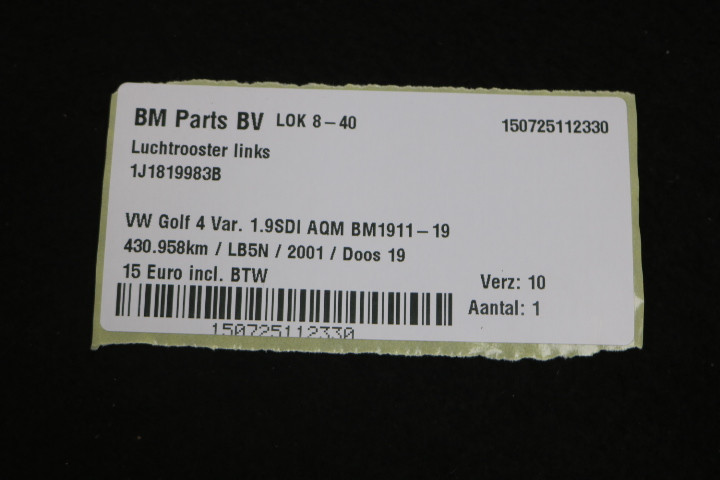 BM Parts BV LOK 8-40 150725112330
Luchtrooster links
1J1819983B
VW Golf 4 Var. 1.9SDI AQM BM1911-19
430.958km / LB5N / 2001 / Doos 19
15 Euro incl. BTW Verz: 10
Aantal: 1
150725112330